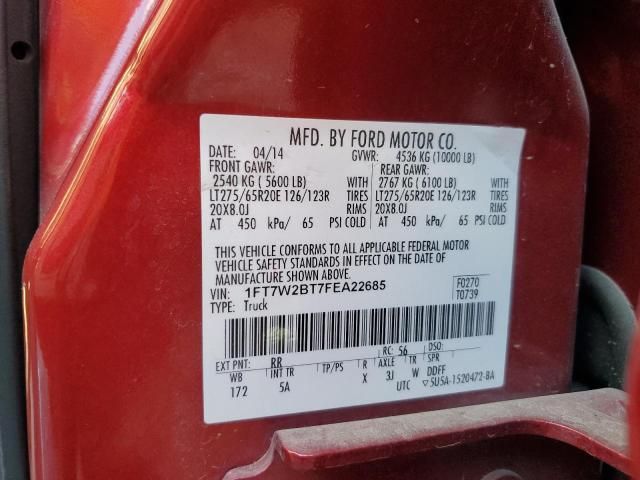 MFD. BY FORD MOTOR CO.
DATE: 04/14 GVWR: 4536 KG (10000 LB)
FRONT GAWR: REAR GAWR:
2540 KG ( 5600 LB) WITH 2767 KG ( 6100 LB) WITH
LT275/65R20E 126/123R TIRES LT275/65R20E 126/123R TIRES
20X8.0J RIMS 20X8.0J RIMS
AT 450 kPa/ 65 PSI COLD AT 450 kPa/ 65 PSI COLD
THIS VEHICLE CONFORMS TO ALL APPLICABLE FEDERAL MOTOR
VEHICLE SAFETY STANDARDS IN EFFECT ON THE DATE OF
MANUFACTURE SHOWN ABOVE.
VIN: 1FT7W2BT7FEA22685 F0270
TYPE: Truck T0739
EXT PNT: RR RC: 56
WB INT TR TP/PS R AXLE TR SPR
172 5A X 3J W DDFF
UTC ▽5U5A-1520472-BA